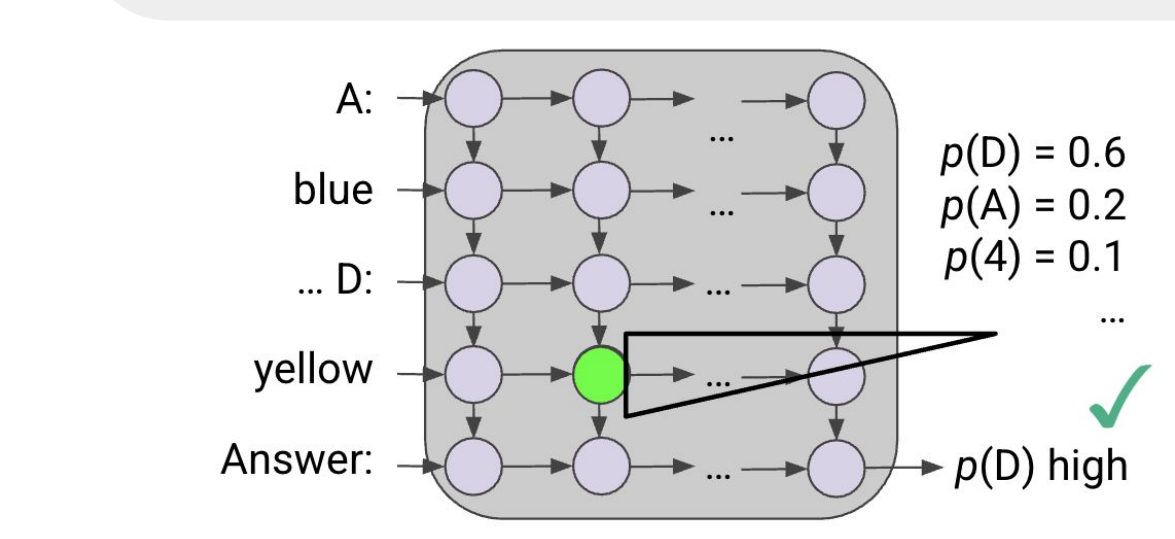 A:
blue
... D:
yellow
Answer:
...
...
...
...
...
p(D) = 0.6
p(A) = 0.2
p(4) = 0.1
...
p(D) high